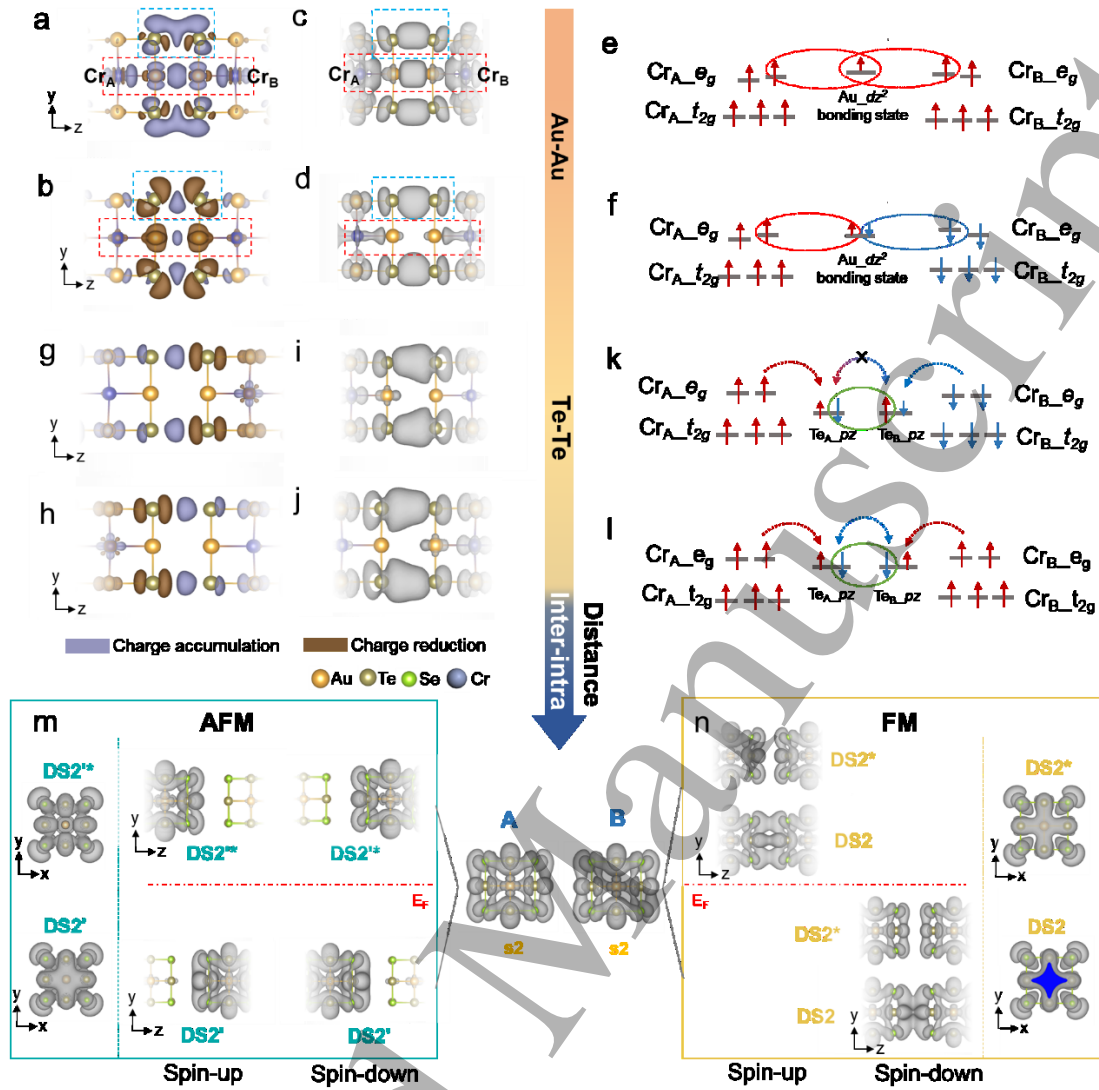 a
c
e
Cr_A
Cr_B
Cr_A
Cr_B
y
z
y
z
Cr_A_e_g
Cr_B_e_g
Au_dz²
bonding state
Cr_A_t_2g
Cr_B_t_2g
Au-Au
b
d
f
y
z
y
z
Cr_A_e_g
Cr_B_e_g
Au_dz²
bonding state
Cr_A_t_2g
Cr_B_t_2g
g
i
k
y
z
y
z
Te-Te
x
Cr_A_e_g
Cr_B_e_g
Te_A_pz
Te_B_pz
Cr_A_t_2g
Cr_B_t_2g
h
j
l
y
z
y
z
Cr_A_e_g
Cr_B_e_g
Te_A_pz
Te_B_pz
Cr_A_t_2g
Cr_B_t_2g
Inter-intra
Distance
Charge accumulation
Charge reduction
Au
Te
Se
Cr
m
AFM
DS2'*
y
x
y
z
DS2'*
DS2'*
E_F
DS2'
y
x
y
z
DS2'
DS2'
Spin-up
Spin-down
A
B
s2
s2
n
FM
DS2*
DS2
y
z
DS2*
y
x
E_F
DS2*
DS2
y
z
DS2
y
x
Spin-up
Spin-down
Manuscript